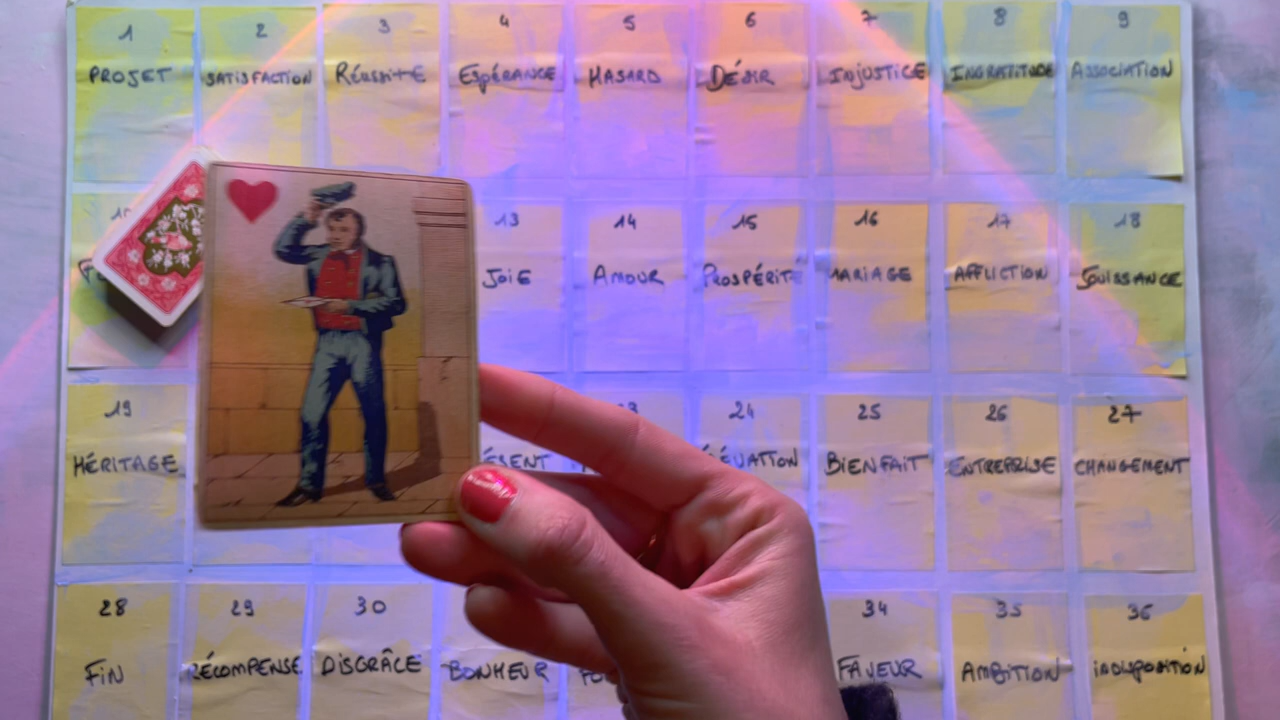 1 2 3 4 5 6 7 8 9
PROJET SATISFACTION RÉUSSITE ESPÉRANCE HASARD DÉSIR INJUSTICE INGRATITUDE ASSOCIATION
13 14 15 16 17 18
JOIE AMOUR PROSPÉRITÉ MARIAGE AFFLICTION JOUISSANCE
19 24 25 26 27
HÉRITAGE BIENFAIT ENTREPRISE CHANGEMENT
28 29 30 34 35 36
FIN RÉCOMPENSE DISGRÂCE BONHEUR FAVEUR AMBITION INDISPOSITION